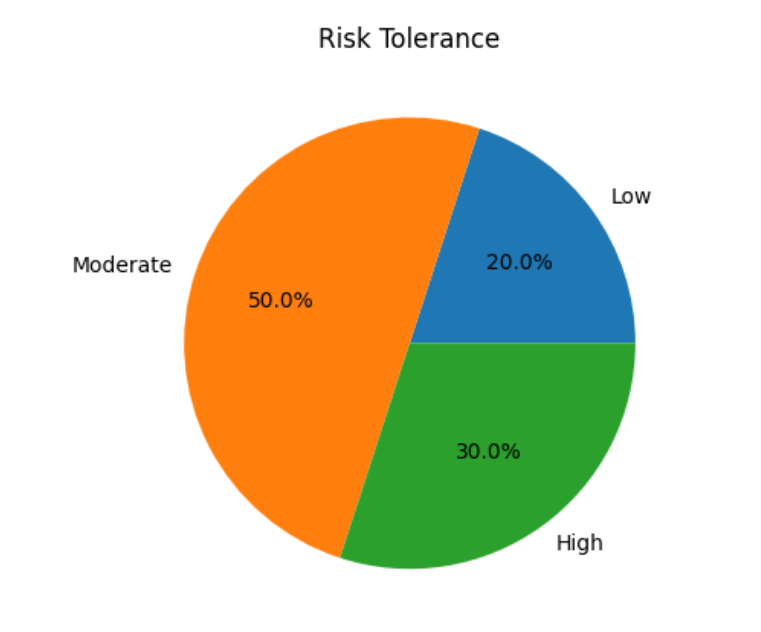 Risk Tolerance
Low
20.0%
Moderate
50.0%
30.0%
High